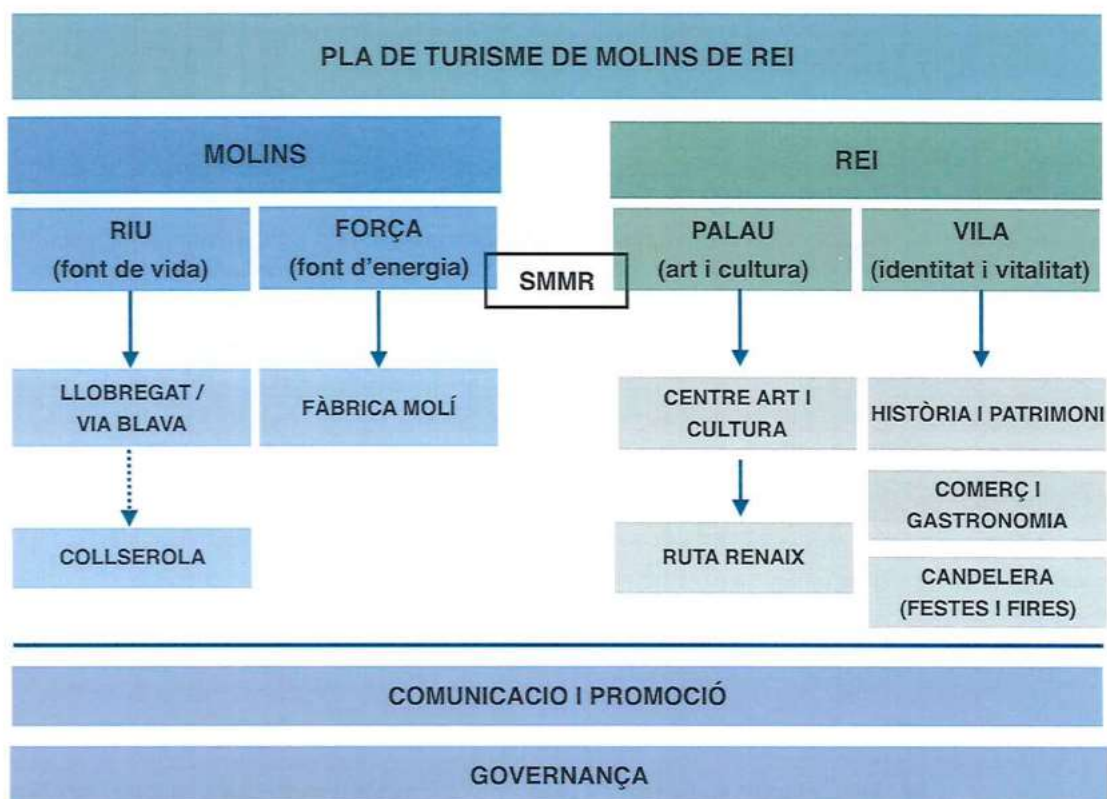 PLA DE TURISME DE MOLINS DE REI
MOLINS
REI
RIU
(font de vida)
FORÇA
(font d'energia)
SMMR
PALAU
(art i cultura)
VILA
(identitat i vitalitat)
LLOBREGAT /
VIA BLAVA
FÀBRICA MOLÍ
CENTRE ART I
CULTURA
HISTÒRIA I PATRIMONI
COMERÇ I
GASTRONOMIA
COLLSEROLA
RUTA RENAIX
CANDELERA
(FESTES I FIRES)
COMUNICACIO I PROMOCIÓ
GOVERNANÇA